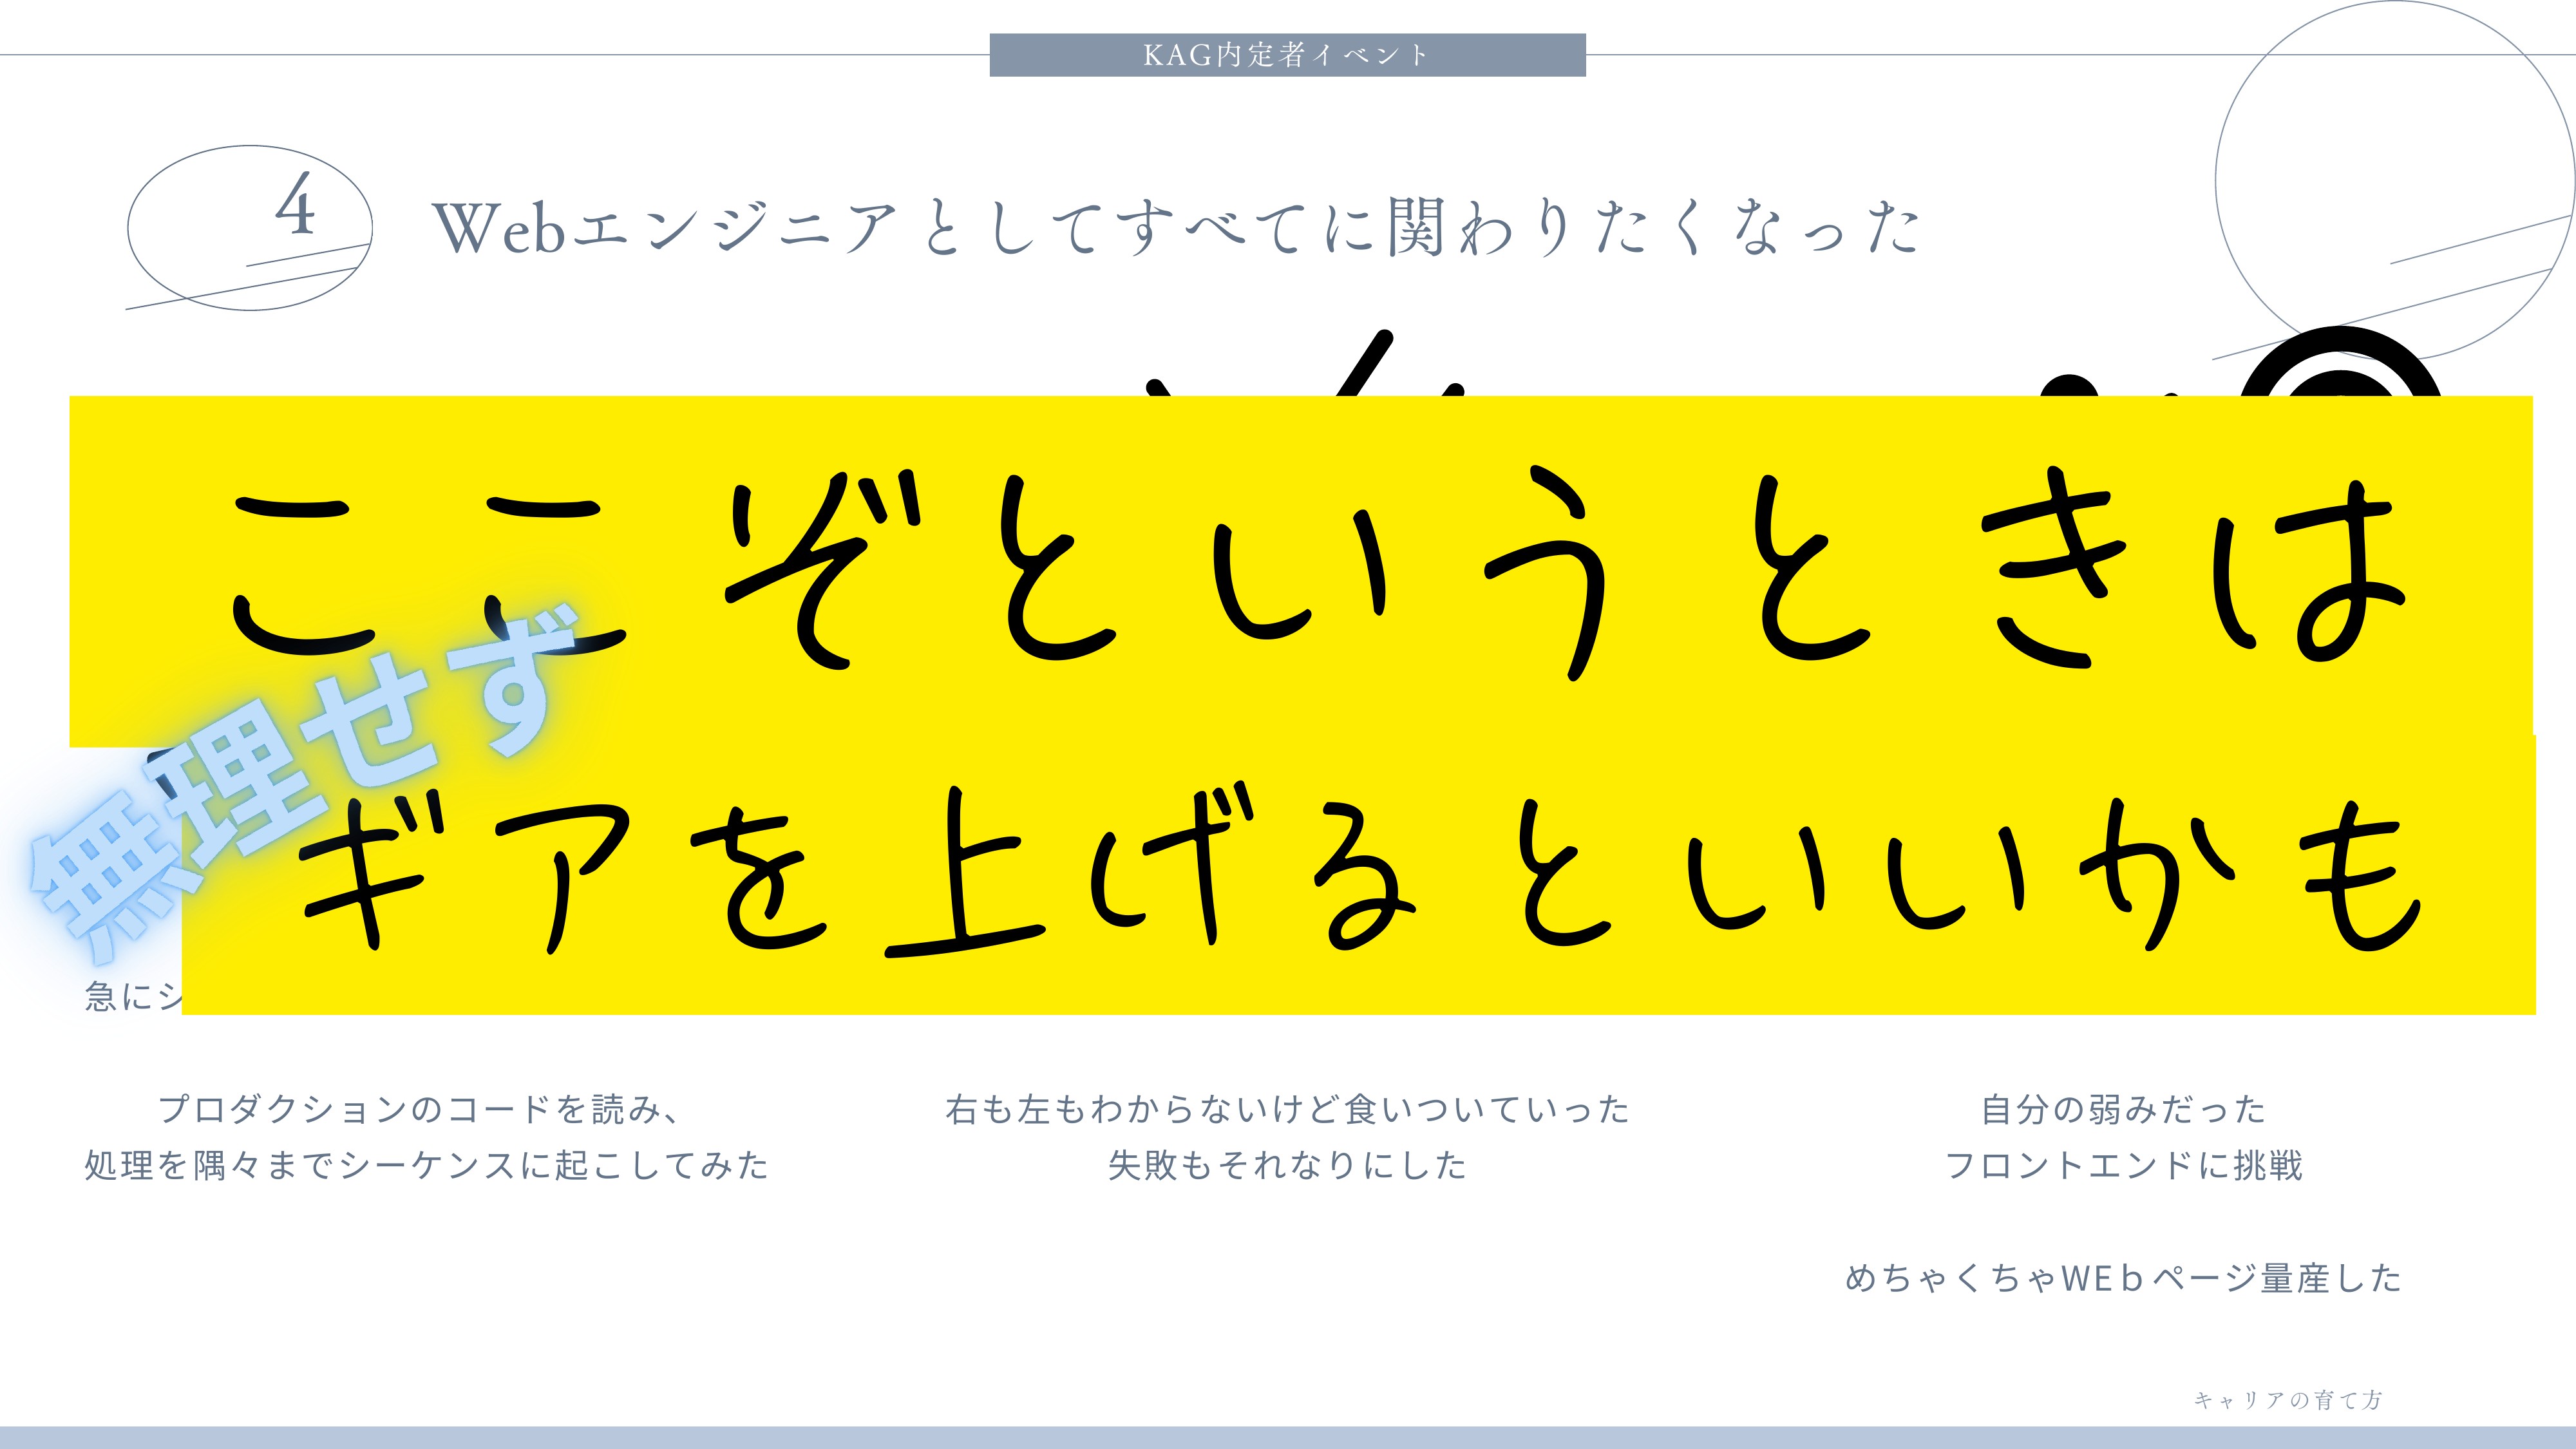 KAG内定者イベント
4
Webエンジニアとしてすべてに関わりたくなった
ここぞというときは
無理せず
ギアを上げるといいかも
急にシ
プロダクションのコードを読み、
処理を隅々までシーケンスに起こしてみた
右も左もわからないけど食いついていった
失敗もそれなりにした
自分の弱みだった
フロントエンドに挑戦
めちゃくちゃWEｂページ量産した
キャリアの育て方